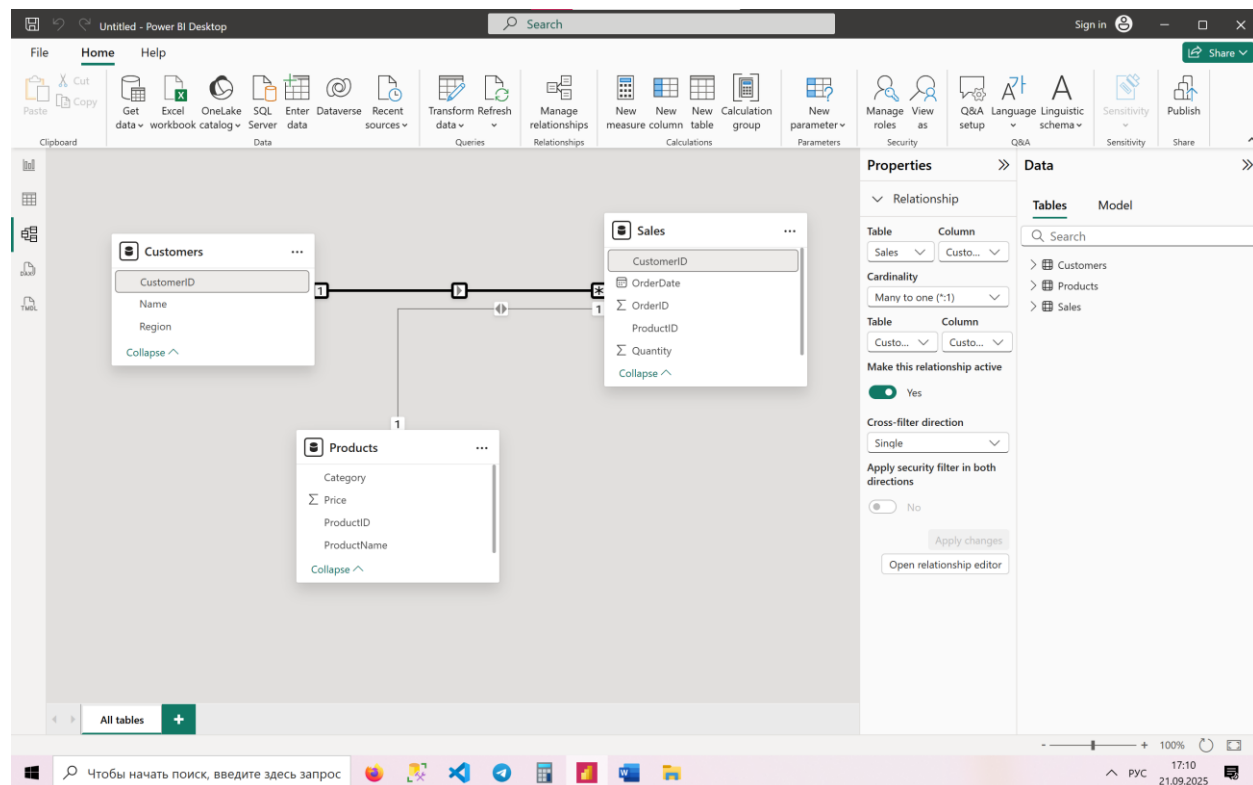 Untitled - Power BI Desktop
Search
Sign in
File Home Help
Share
Paste
Cut
Copy
Get data
Excel workbook
OneLake catalog
SQL Server
Enter data
Dataverse
Recent sources
Transform data
Refresh
Manage relationships
New measure
New column
New table
Calculation group
New parameter
Manage roles
View as
Q&A setup
Language
Linguistic schema
Sensitivity
Publish
Clipboard
Data
Queries
Relationships
Calculations
Parameters
Security
Q&A
Sensitivity
Share
Customers
CustomerID
Name
Region
Collapse
1
*
Sales
CustomerID
OrderDate
OrderID
ProductID
Quantity
Collapse
1
1
Products
Category
Price
ProductID
ProductName
Collapse
Properties
Relationship
Table Column
Sales Custo...
Cardinality
Many to one (*:1)
Table Column
Custo... Custo...
Make this relationship active
Yes
Cross-filter direction
Single
Apply security filter in both
directions
No
Apply changes
Open relationship editor
Data
Tables Model
Search
Customers
Products
Sales
All tables
+
- + 100%
Чтобы начать поиск, введите здесь запрос
РУС
17:10
21.09.2025